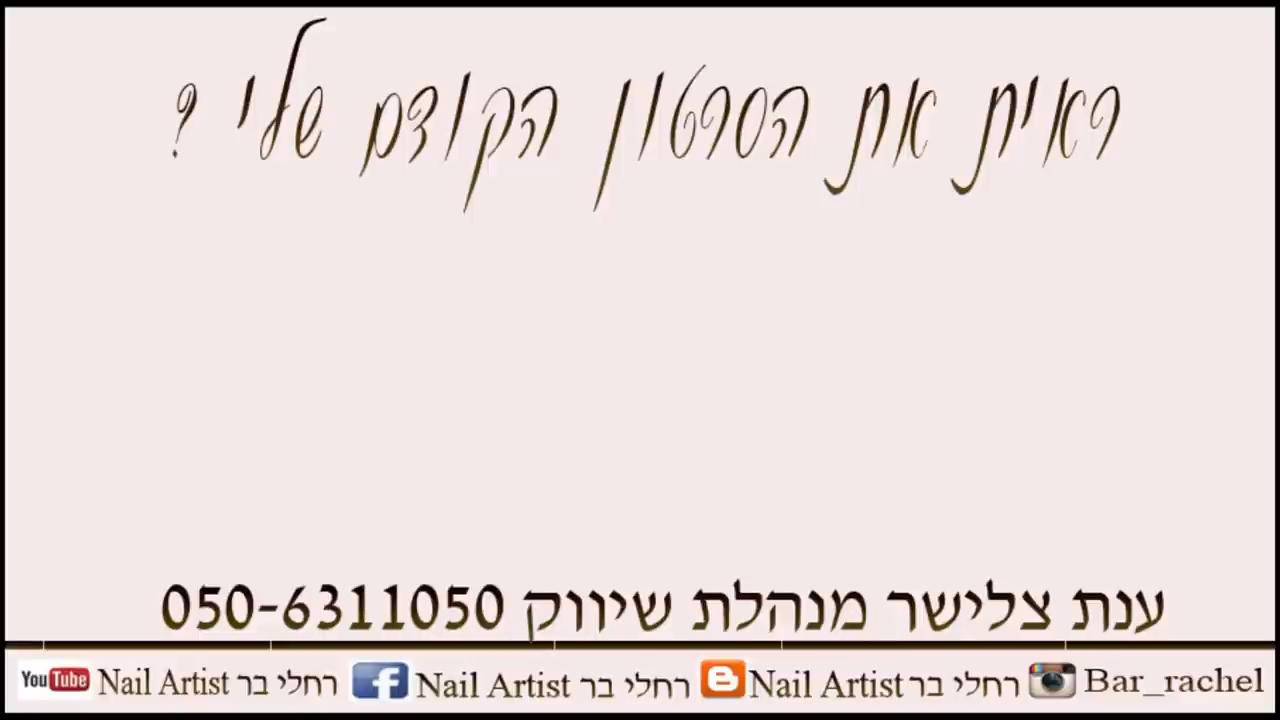 ראית את הסרטון הקודם שלי ?
ענת צלישר מנהלת שיווק 050-6311050
YouTube Nail Artist רחלי בר f Nail Artist רחלי בר B Nail Artist רחלי בר Bar_rachel